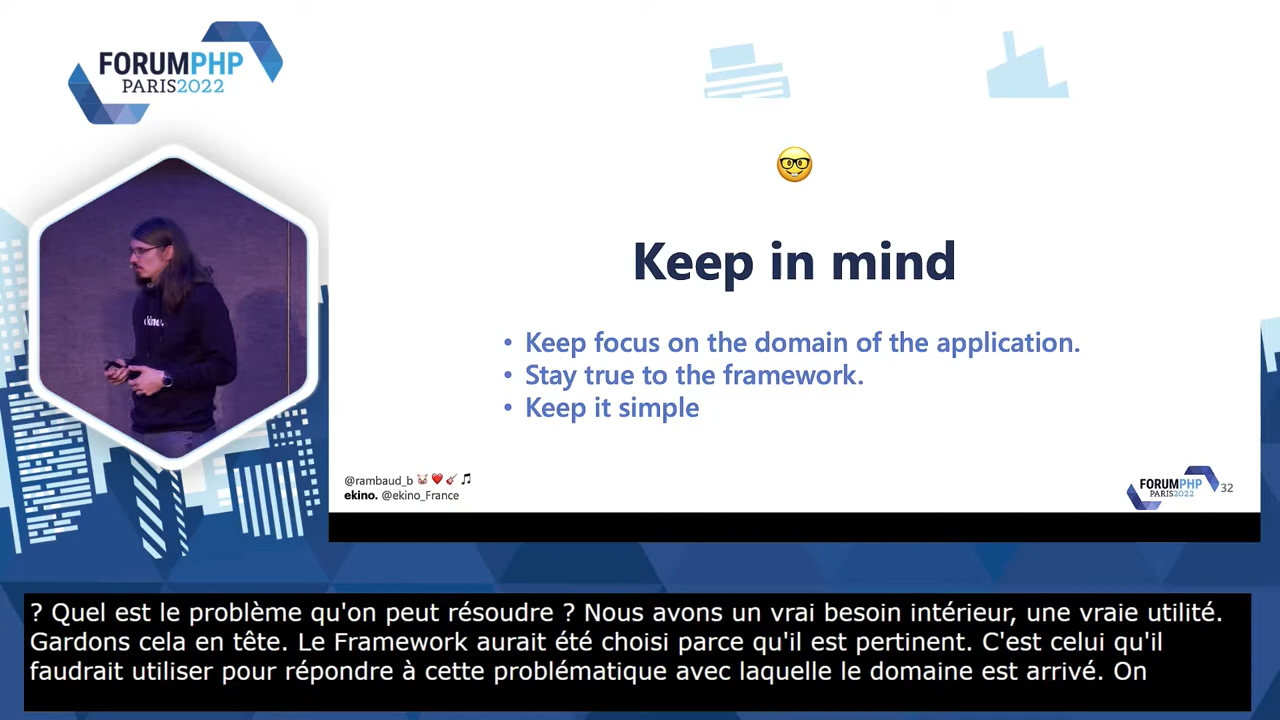 FORUMPHP
PARIS2022
Keep in mind
• Keep focus on the domain of the application.
• Stay true to the framework.
• Keep it simple
@rambaud_b
ekino. @ekino_France
FORUMPHP
PARIS2022
32
? Quel est le problème qu'on peut résoudre ? Nous avons un vrai besoin intérieur, une vraie utilité.
Gardons cela en tête. Le Framework aurait été choisi parce qu'il est pertinent. C'est celui qu'il
faudrait utiliser pour répondre à cette problématique avec laquelle le domaine est arrivé. On